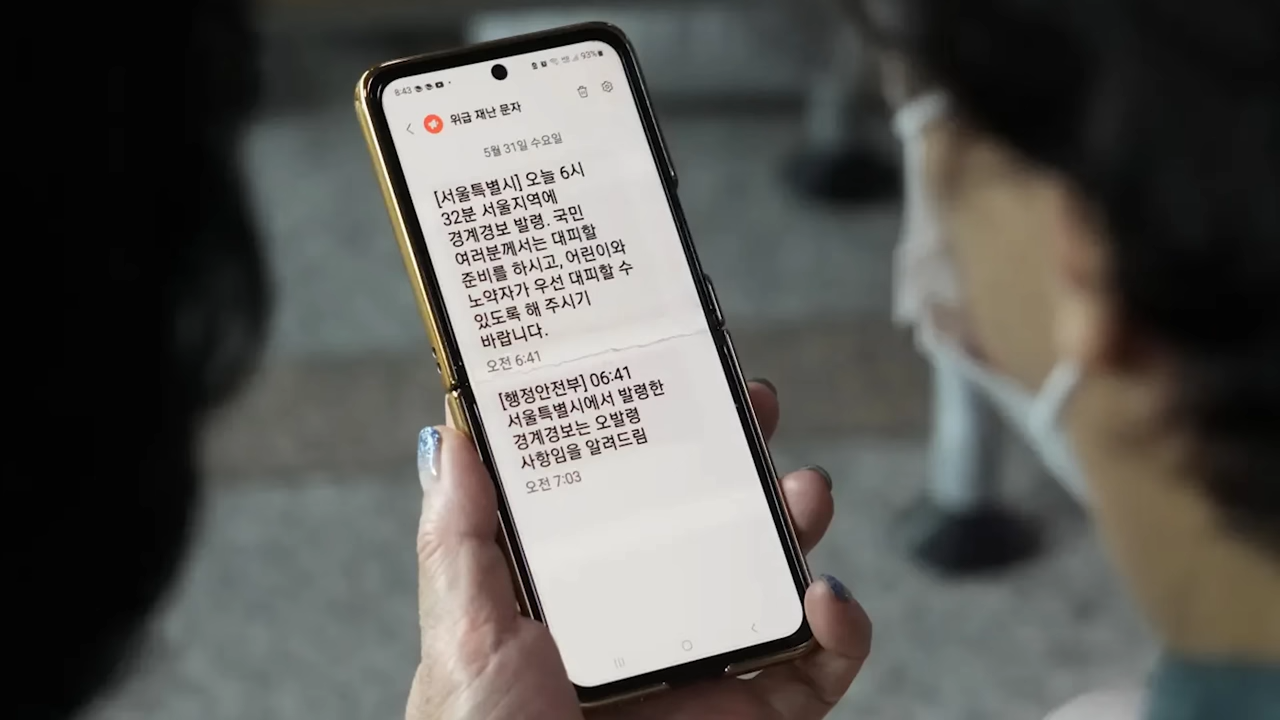 8:43
93%
위급 재난 문자
5월 31일 수요일
[서울특별시] 오늘 6시
32분 서울지역에
경계경보 발령. 국민
여러분께서는 대피할
준비를 하시고, 어린이와
노약자가 우선 대피할 수
있도록 해 주시기
바랍니다.
오전 6:41
[행정안전부] 06:41
서울특별시에서 발령한
경계경보는 오발령
사항임을 알려드림
오전 7:03